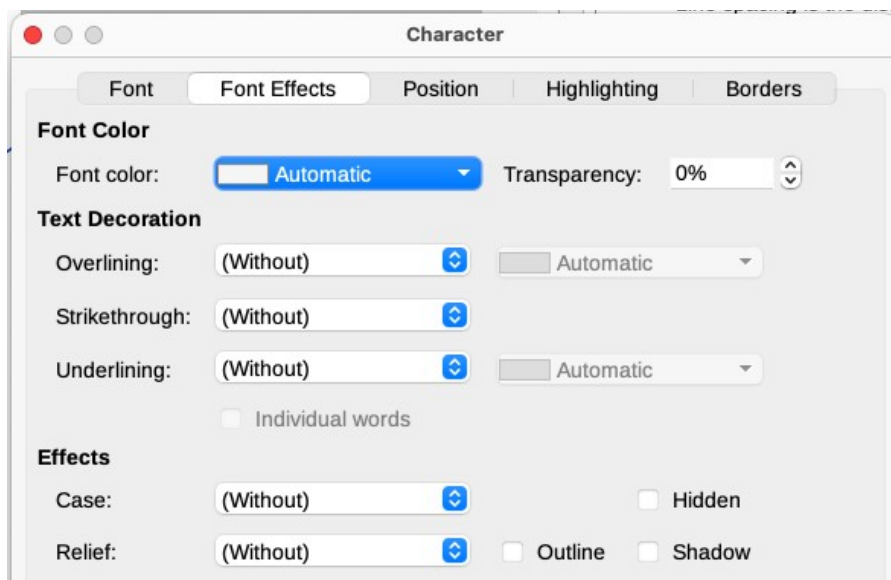 Character
Font Font Effects Position Highlighting Borders
Font Color
Font color: Automatic Transparency: 0%
Text Decoration
Overlining: (Without) Automatic
Strikethrough: (Without)
Underlining: (Without) Automatic
Individual words
Effects
Case: (Without) Hidden
Relief: (Without) Outline Shadow